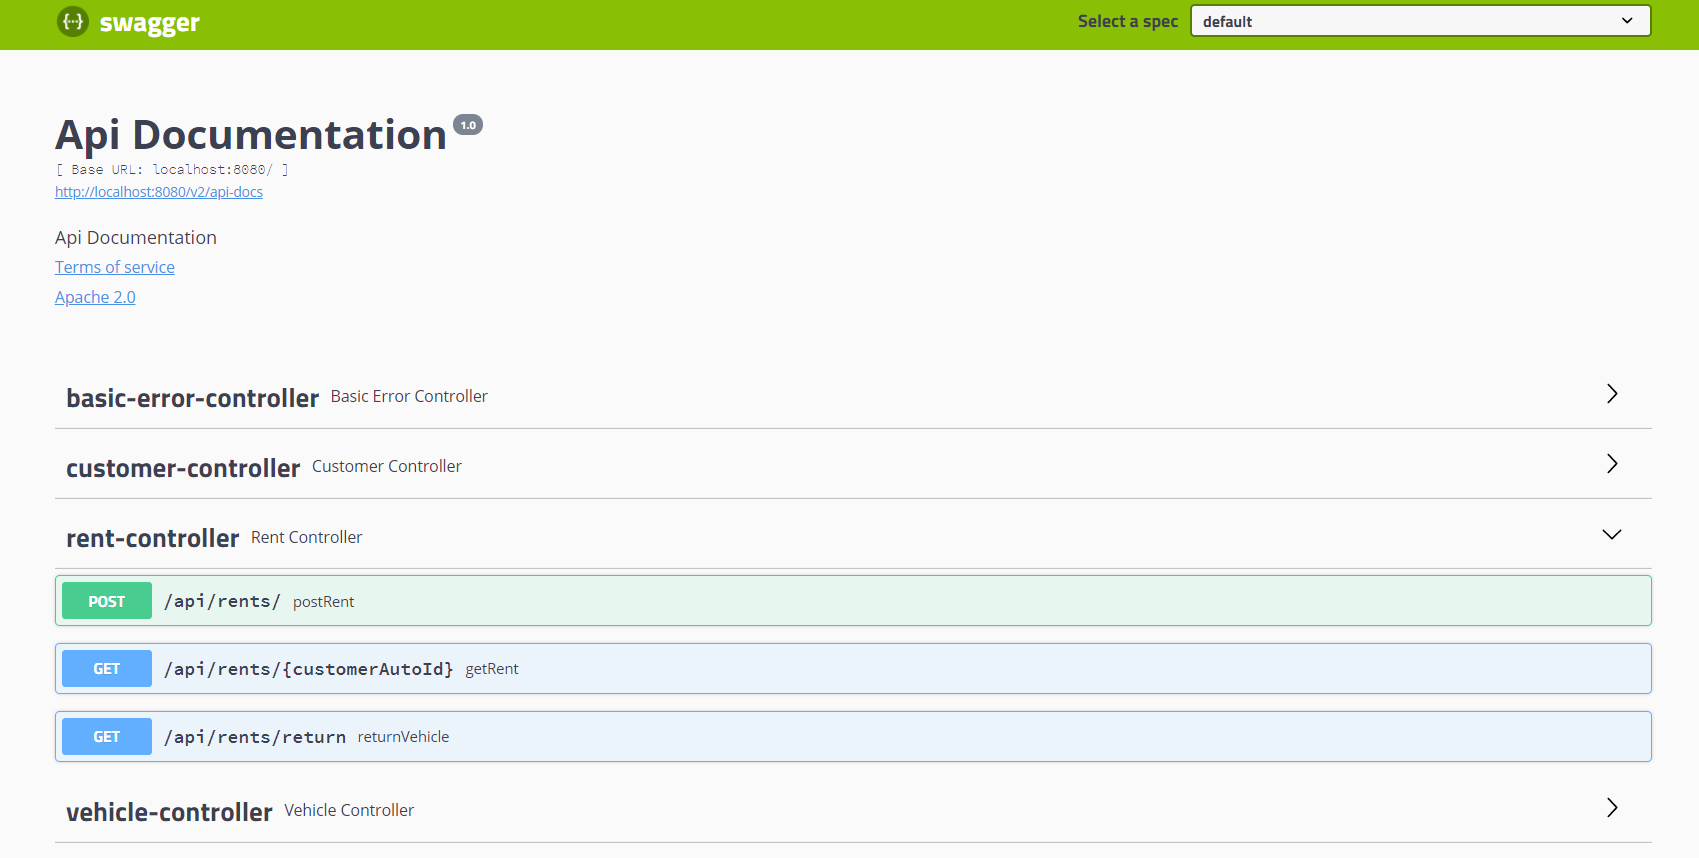 {···} swagger Select a spec default
Api Documentation 1.0
[ Base URL: localhost:8080/ ]
http://localhost:8080/v2/api-docs
Api Documentation
Terms of service
Apache 2.0
basic-error-controller Basic Error Controller
customer-controller Customer Controller
rent-controller Rent Controller
POST /api/rents/ postRent
GET /api/rents/{customerAutoId} getRent
GET /api/rents/return returnVehicle
vehicle-controller Vehicle Controller